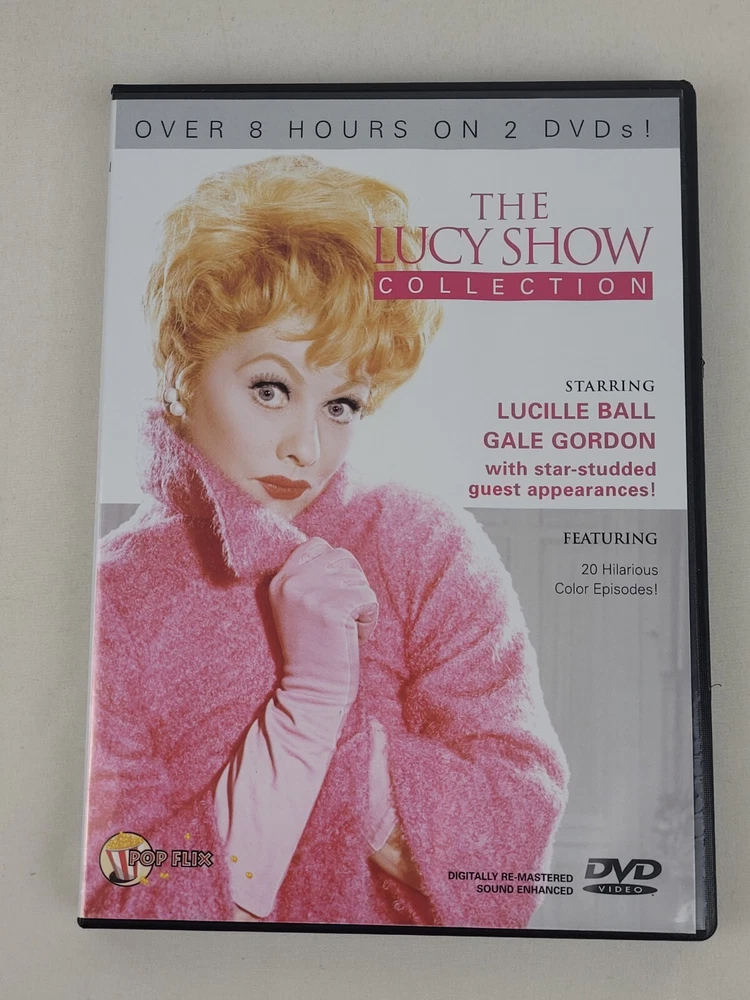 OVER 8 HOURS ON 2 DVDs!
THE
LUCY SHOW
COLLECTION
STARRING
LUCILLE BALL
GALE GORDON
with star-studded
guest appearances!
FEATURING
20 Hilarious
Color Episodes!
POP FLIX
DIGITALLY RE-MASTERED
SOUND ENHANCED
DVD
VIDEO